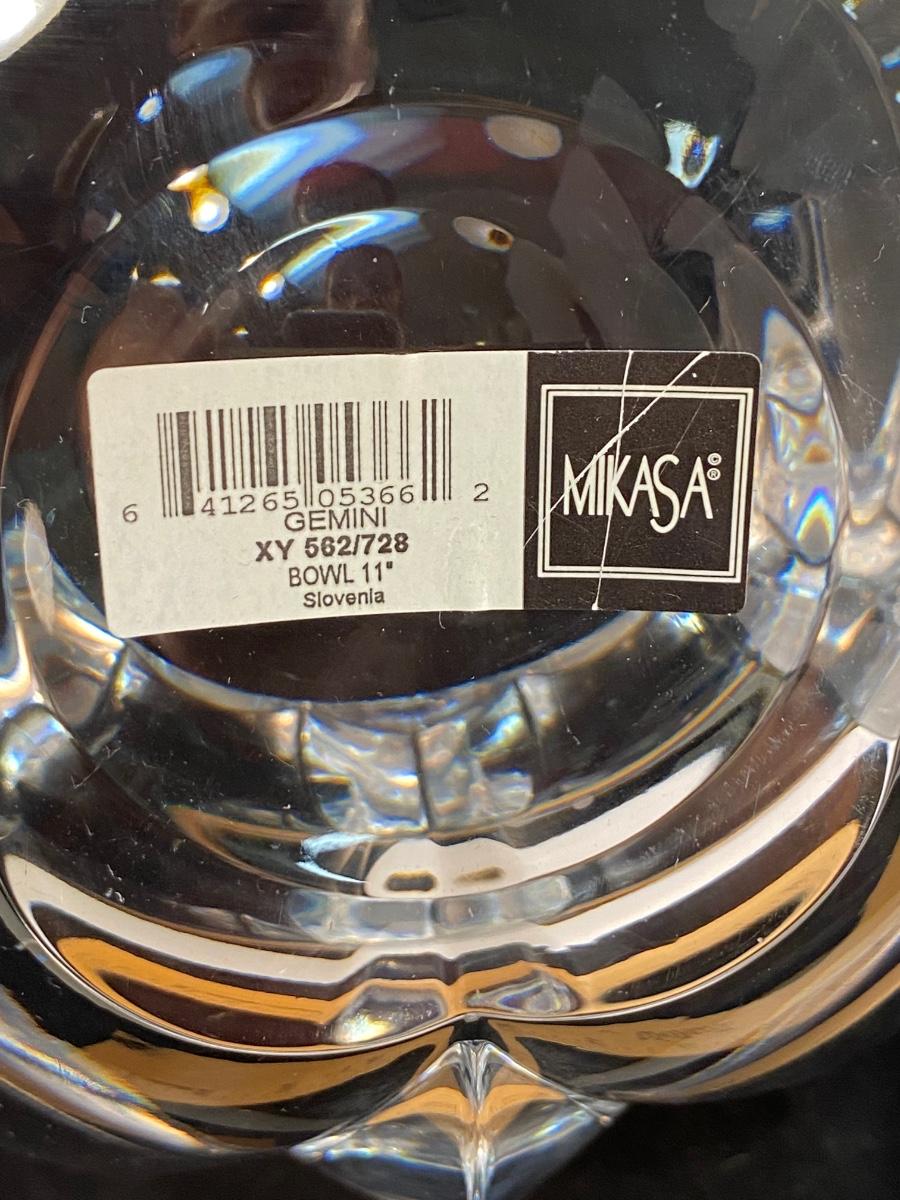 6 41265 05366 2
GEMINI
XY 562/728
BOWL 11"
Slovenia
MIKASA©®